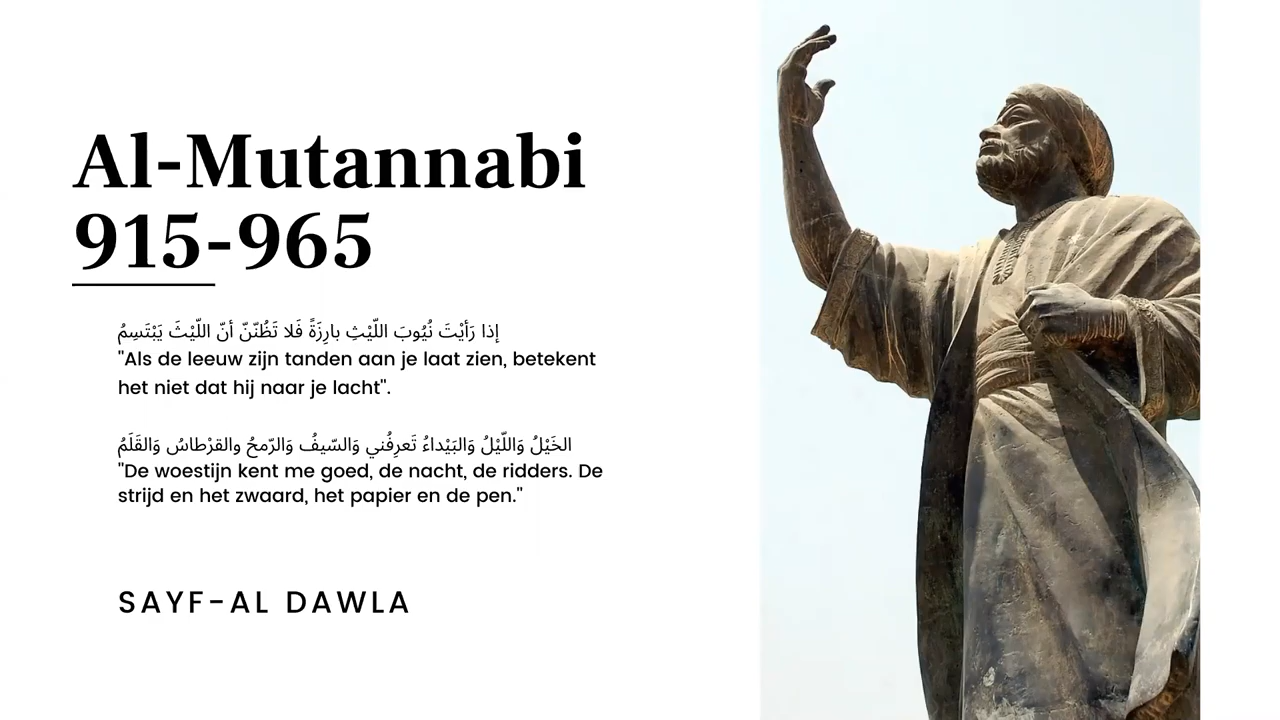 Al-Mutannabi
915-965
إذا رَأيْتَ نُيُوبَ اللّيْثِ بارِزَةً فَلا تَظُنّنّ أنّ اللّيْثَ يَبْتَسِمُ
"Als de leeuw zijn tanden aan je laat zien, betekent
het niet dat hij naar je lacht".
الخَيْلُ وَاللّيْلُ وَالبَيْداءُ تَعرِفُني وَالسّيفُ وَالرّمحُ والقرْطاسُ وَالقَلَمُ
"De woestijn kent me goed, de nacht, de ridders. De
strijd en het zwaard, het papier en de pen."
SAYF-AL DAWLA